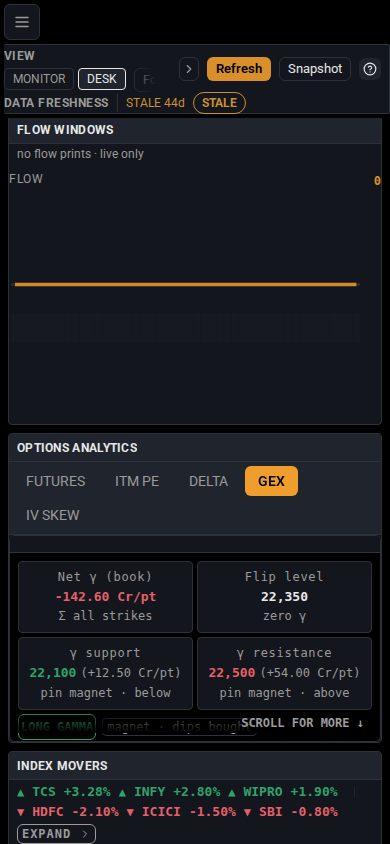 VIEW
MONITOR DESK
Refresh Snapshot
DATA FRESHNESS STALE 44d STALE
FLOW WINDOWS
no flow prints · live only
FLOW 0
OPTIONS ANALYTICS
FUTURES ITM PE DELTA GEX
IV SKEW
Net γ (book)
-142.60 Cr/pt
Σ all strikes
Flip level
22,350
zero γ
γ support
22,100 (+12.50 Cr/pt)
pin magnet · below
γ resistance
22,500 (+54.00 Cr/pt)
pin magnet · above
LONG GAMMA magnet · dips bought
SCROLL FOR MORE ↓
INDEX MOVERS
▲ TCS +3.28% ▲ INFY +2.80% ▲ WIPRO +1.90%
▼ HDFC -2.10% ▼ ICICI -1.50% ▼ SBI -0.80%
EXPAND >